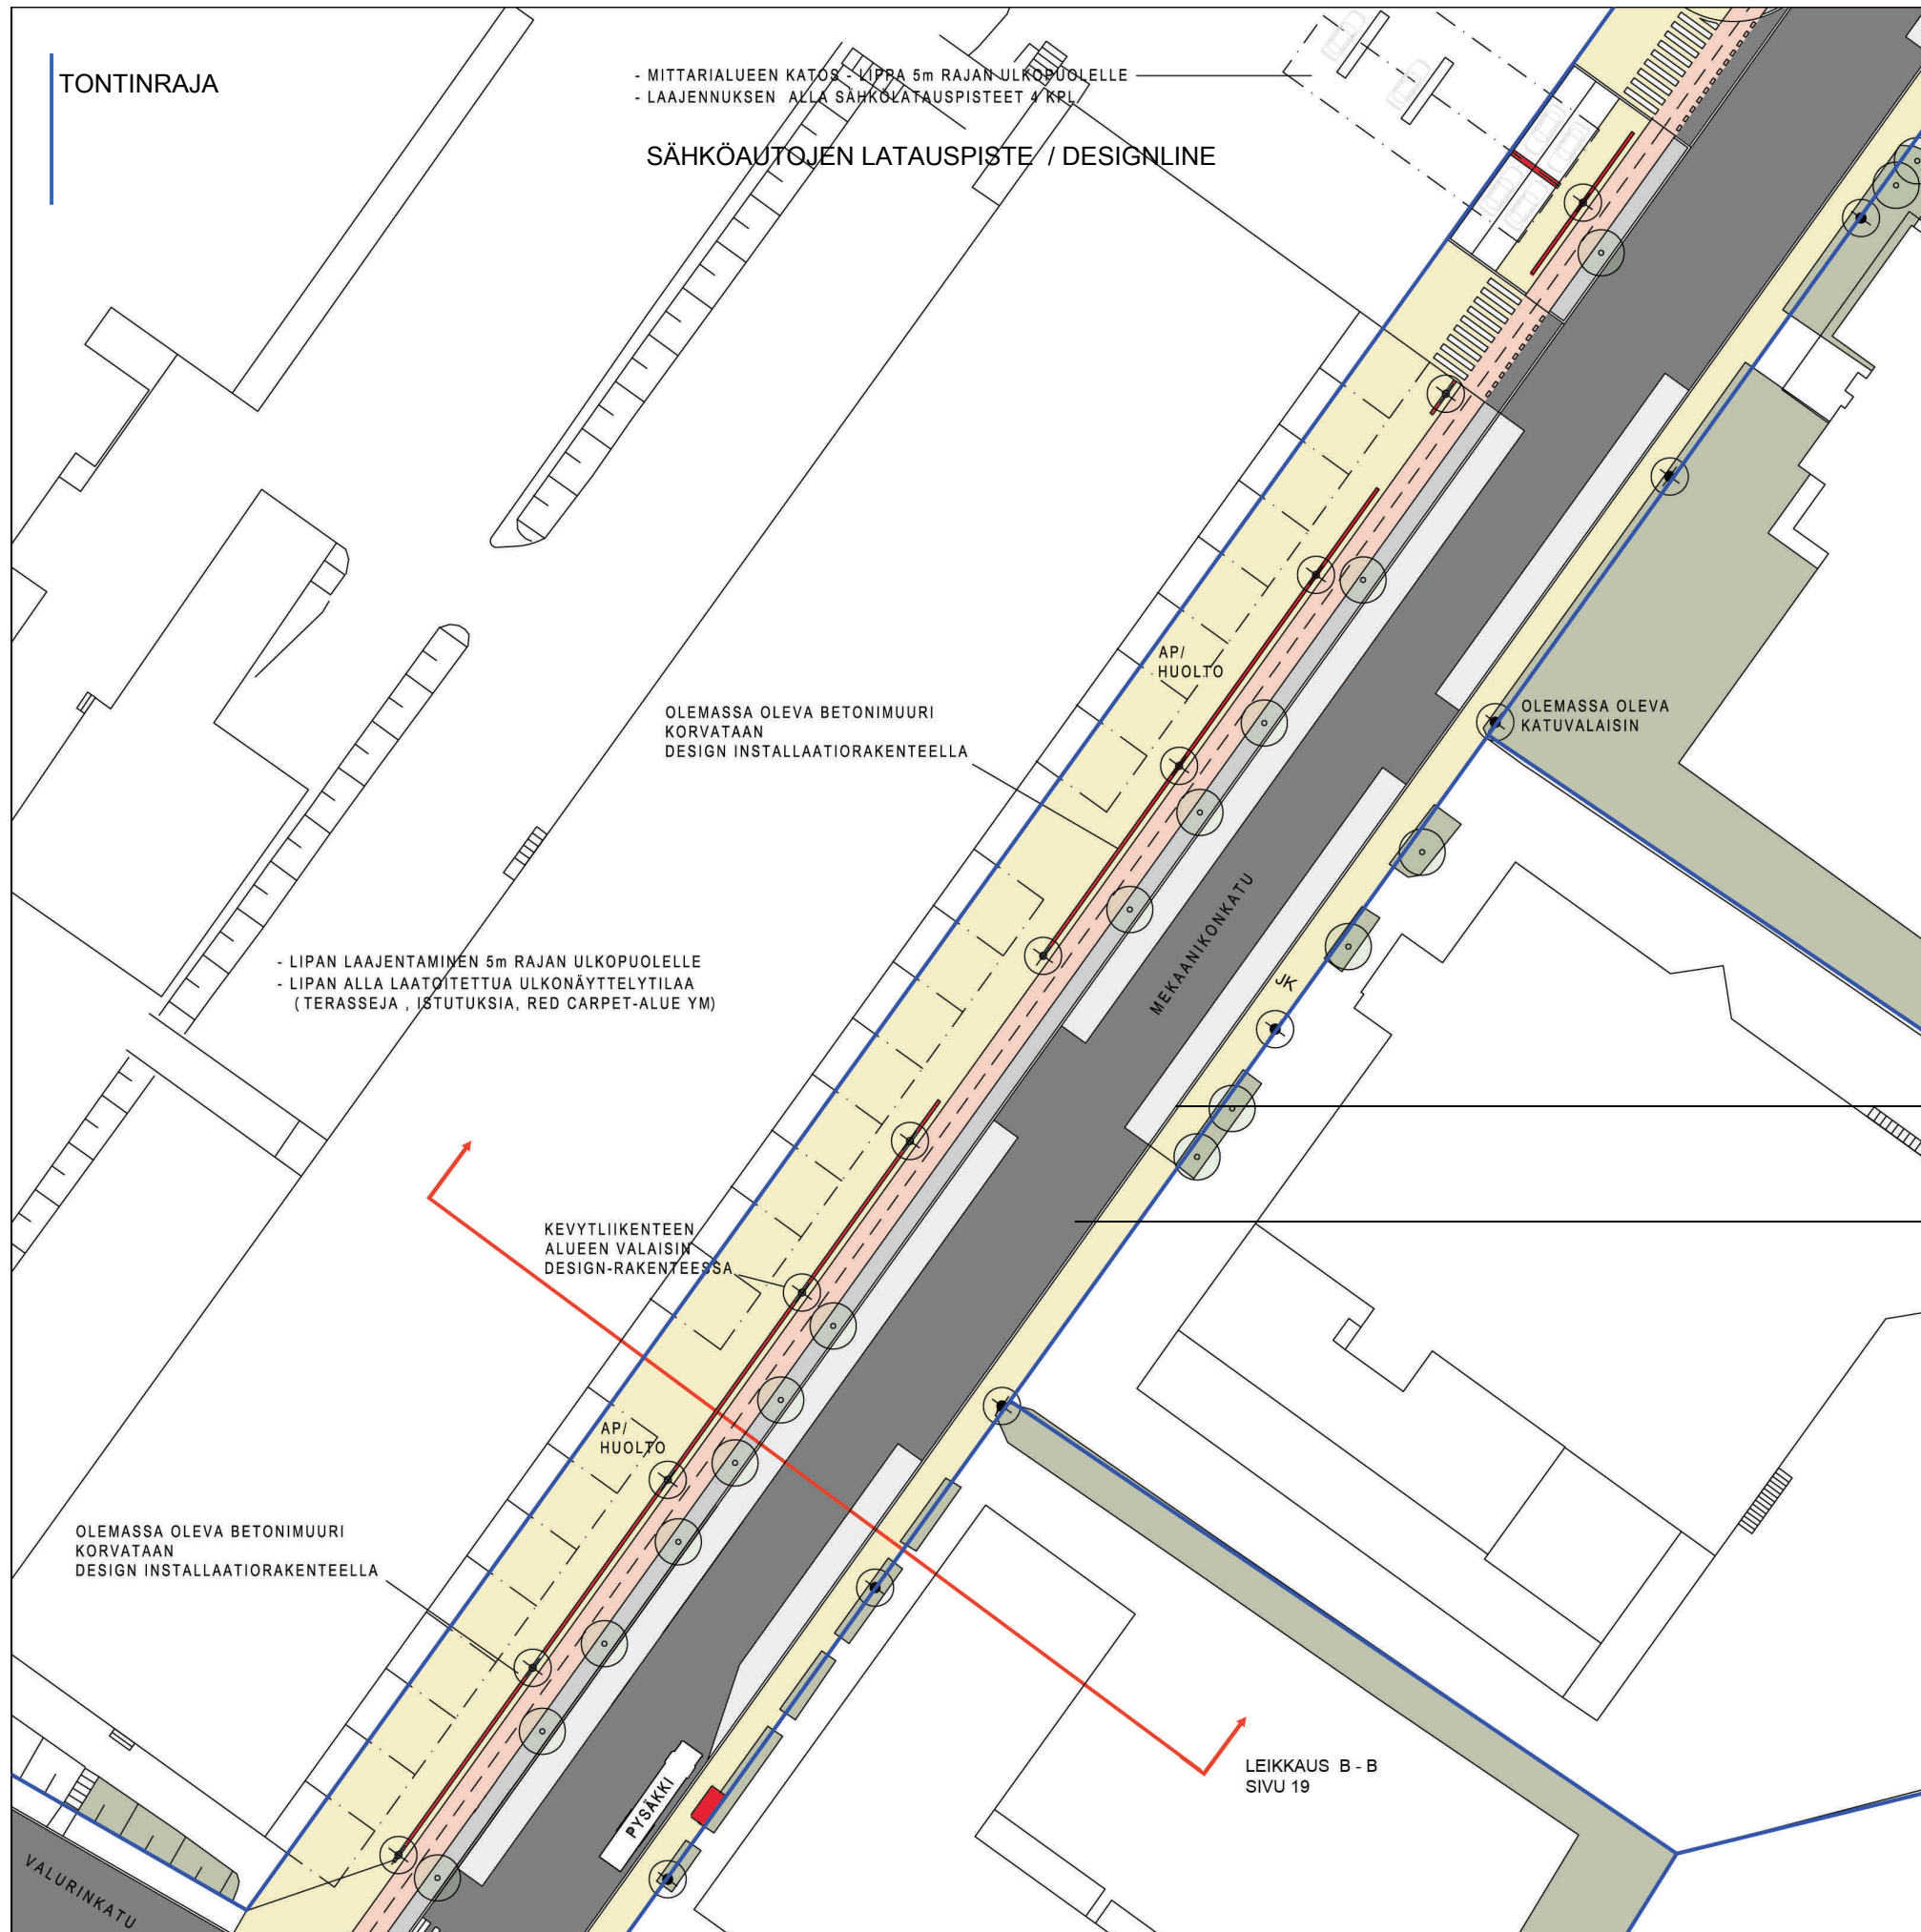 TONTINRAJA
- MITTARIALUEEN KATOS - LIPPA 5m RAJAN ULKOPUOLELLE
- LAAJENNUKSEN ALLA SÄHKÖLATAUSPISTEET 4 KPL
SÄHKÖAUTOJEN LATAUSPISTE / DESIGNLINE
AP/
HUOLTO
OLEMASSA OLEVA BETONIMUURI
KORVATAAN
DESIGN INSTALLAATIORAKENTEELLA
OLEMASSA OLEVA
KATUVALAISIN
MEKAANIKONKATU
JK
- LIPAN LAAJENTAMINEN 5m RAJAN ULKOPUOLELLE
- LIPAN ALLA LAATOITETTUA ULKONÄYTTELYTILAA
( TERASSEJA , ISTUTUKSIA, RED CARPET-ALUE YM)
KEVYTLIIKENTEEN
ALUEEN VALAISIN
DESIGN-RAKENTEESSA
AP/
HUOLTO
OLEMASSA OLEVA BETONIMUURI
KORVATAAN
DESIGN INSTALLAATIORAKENTEELLA
LEIKKAUS B - B
SIVU 19
PYSÄKKI
VALURINKATU